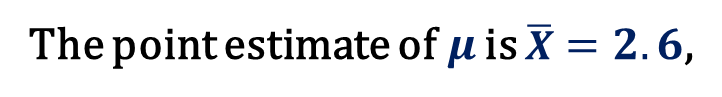 The point estimate of μ is X̅ = 2.6,